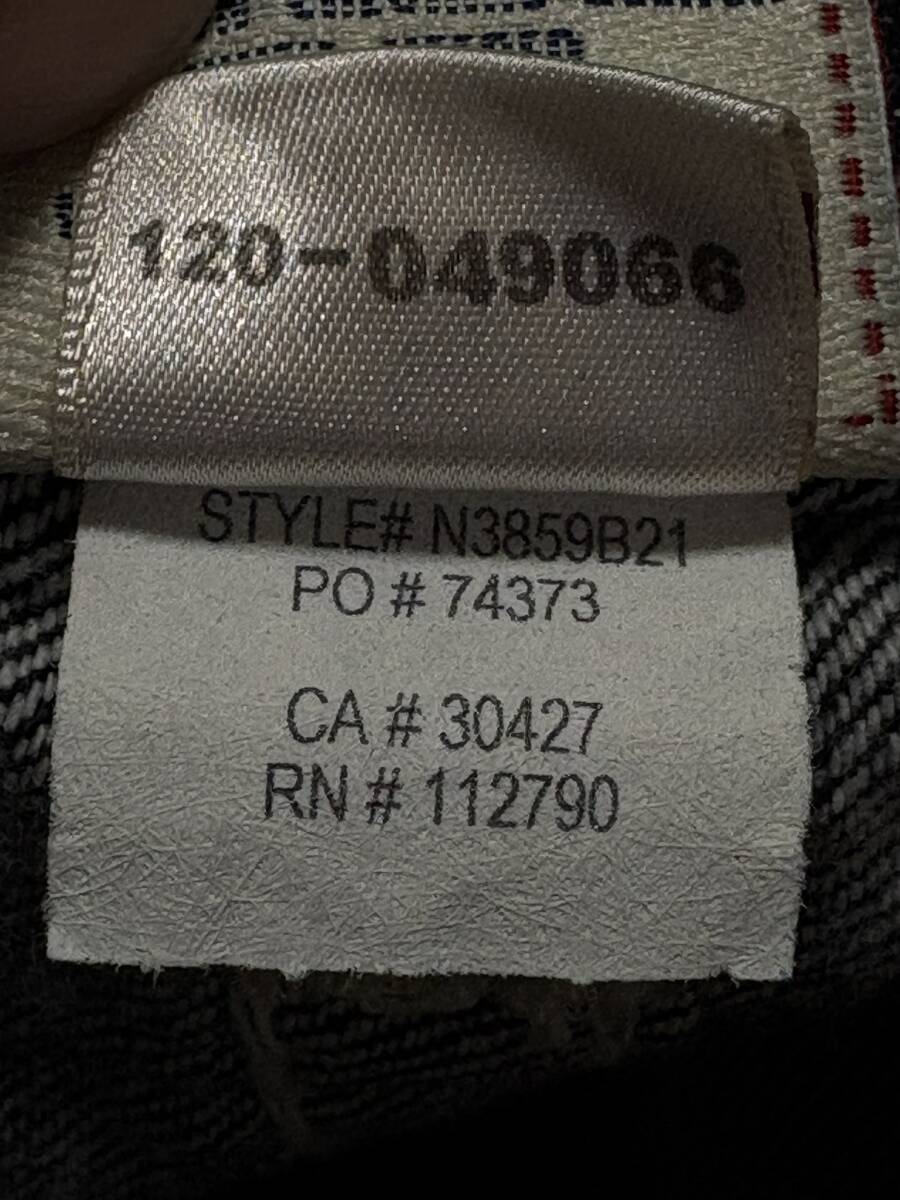 120-049066
STYLE# N3859B21
PO # 74373
CA # 30427
RN # 112790